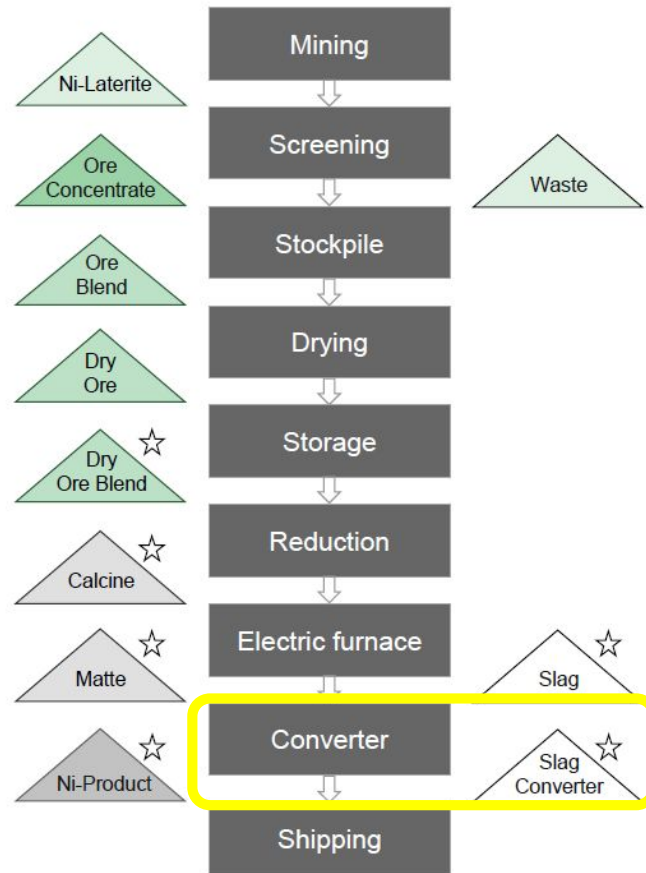 Mining
Ni-Laterite
Screening
Ore
Concentrate
Waste
Stockpile
Ore
Blend
Drying
Dry
Ore
Storage
Dry
Ore Blend
Reduction
Calcine
Electric furnace
Matte
Slag
Converter
Ni-Product
Slag
Converter
Shipping